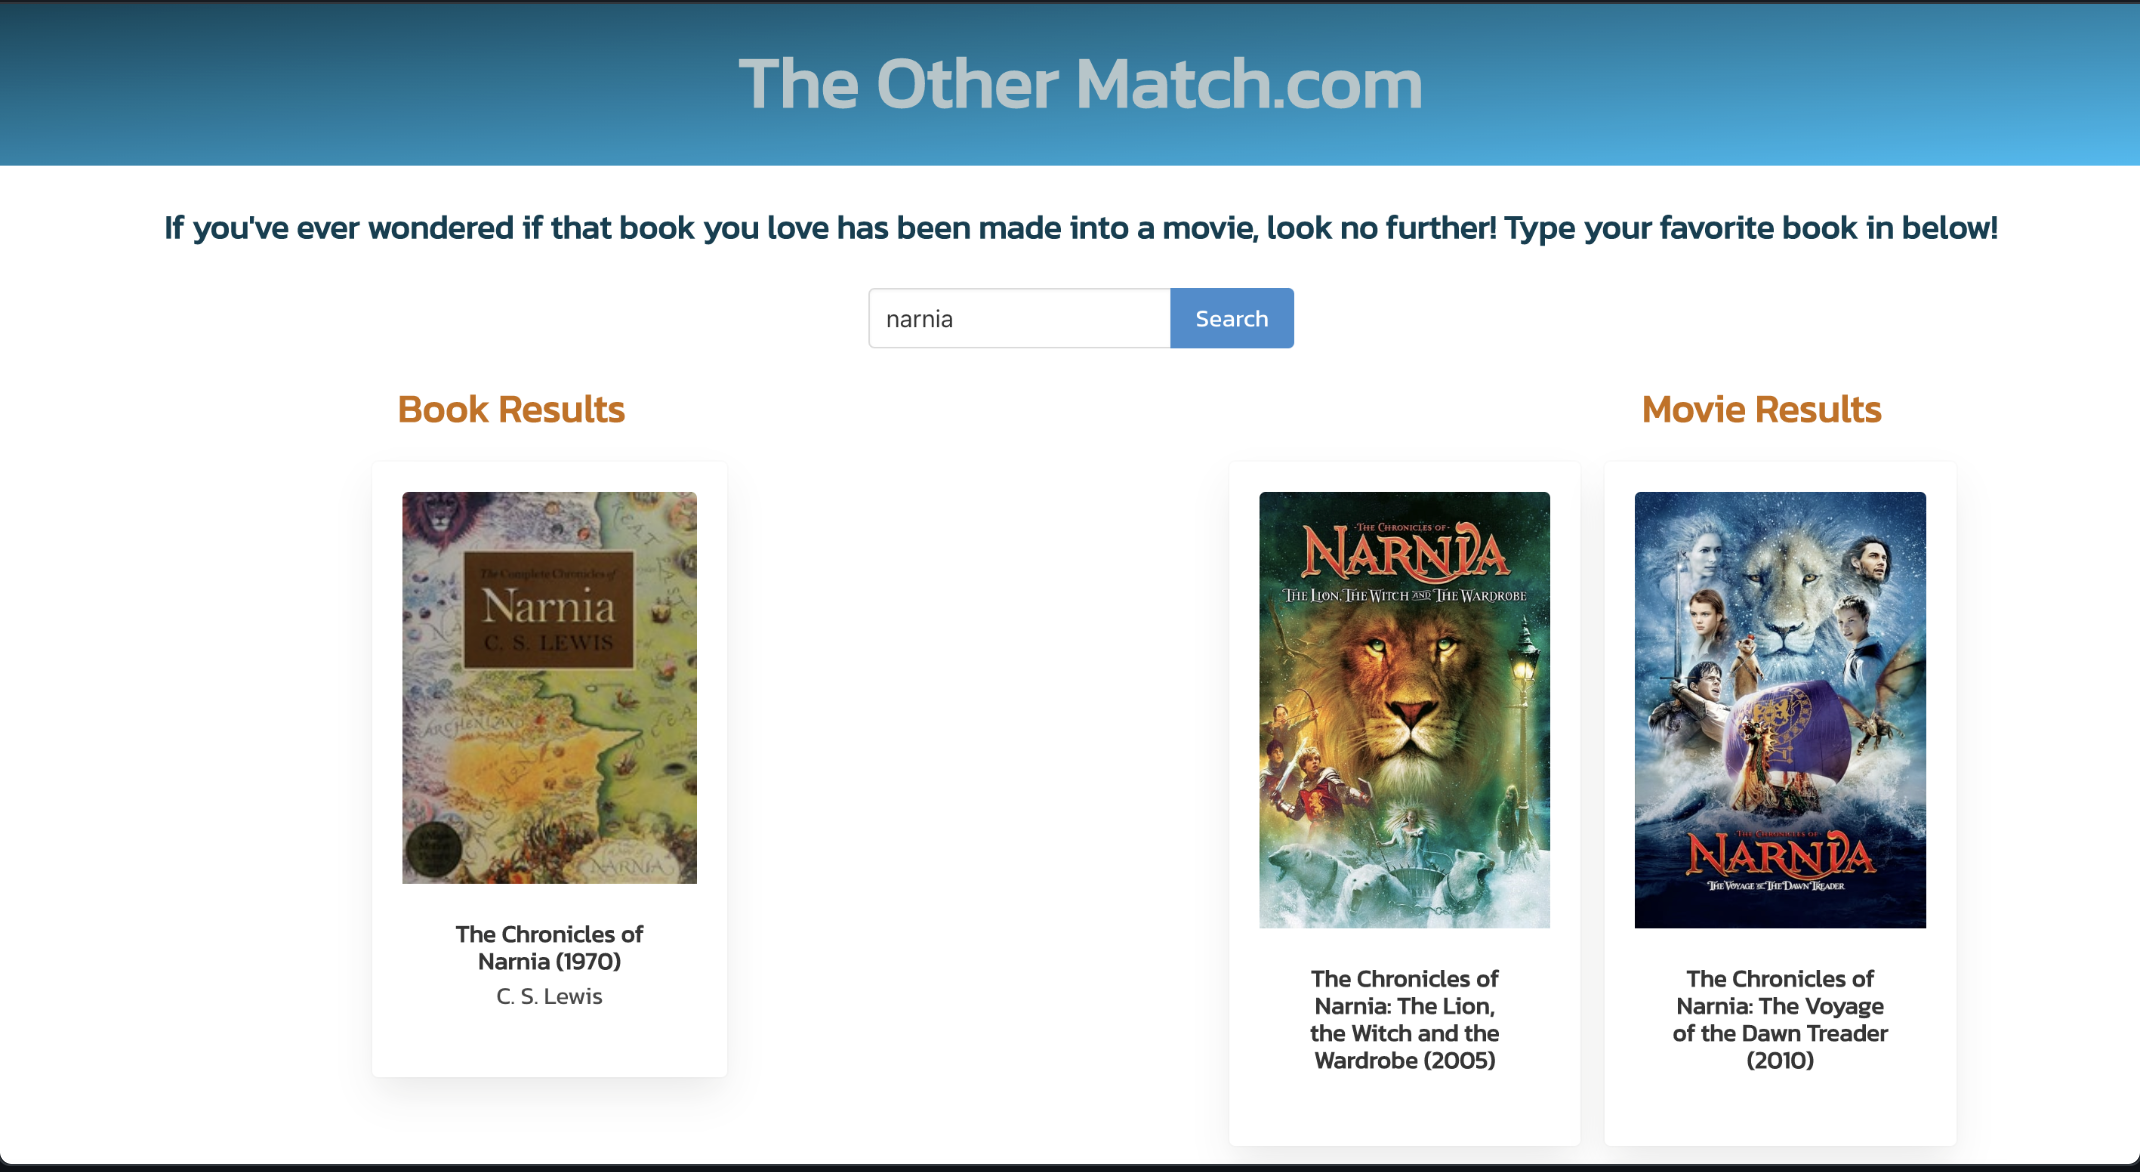 The Other Match.com
If you've ever wondered if that book you love has been made into a movie, look no further! Type your favorite book in below!
narnia
Search
Book Results
Movie Results
The Complete Chronicles of
Narnia
C. S. LEWIS
ARCHENLAND
NARNIA
The Chronicles of
Narnia (1970)
C. S. Lewis
THE CHRONICLES OF
NARNIA
THE LION, THE WITCH AND THE WARDROBE
The Chronicles of
Narnia: The Lion,
the Witch and the
Wardrobe (2005)
THE CHRONICLES OF
NARNIA
THE VOYAGE OF THE DAWN TREADER
The Chronicles of
Narnia: The Voyage
of the Dawn Treader
(2010)